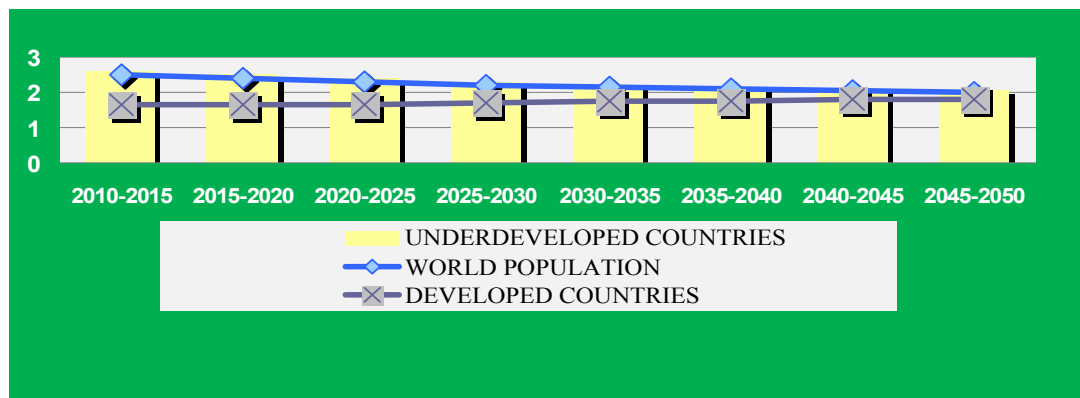 3
2
1
0
2010-2015 2015-2020 2020-2025 2025-2030 2030-2035 2035-2040 2040-2045 2045-2050
UNDERDEVELOPED COUNTRIES
WORLD POPULATION
DEVELOPED COUNTRIES